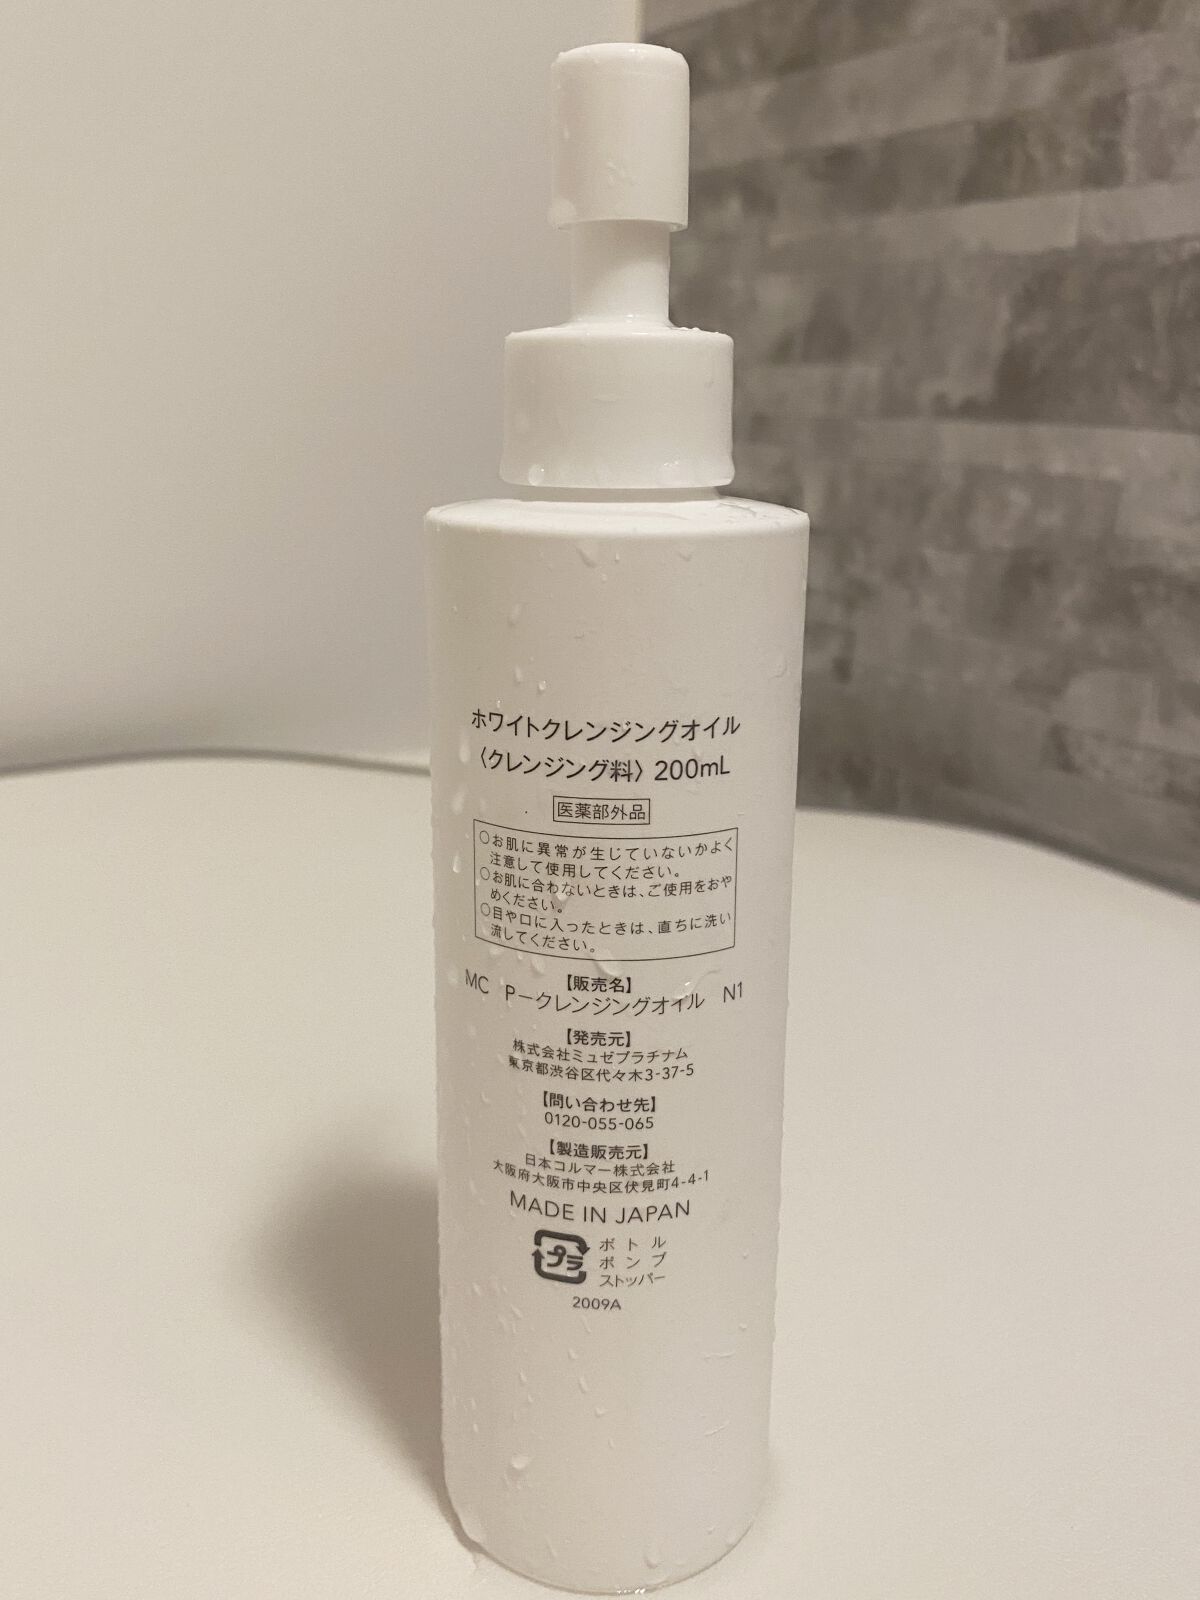 ホワイトクレンジングオイル
〈クレンジング料〉200mL
医薬部外品
○お肌に異常が生じていないかよく
注意して使用してください。
○お肌に合わないときは、ご使用をおや
めください。
○目や口に入ったときは、直ちに洗い
流してください。
【販売名】
MC P−クレンジングオイル N1
【発売元】
株式会社ミュゼプラチナム
東京都渋谷区代々木3-37-5
【問い合わせ先】
0120-055-065
【製造販売元】
日本コルマー株式会社
大阪府大阪市中央区伏見町4-4-1
MADE IN JAPAN
プラ ボトル
ポンプ
ストッパー
2009A